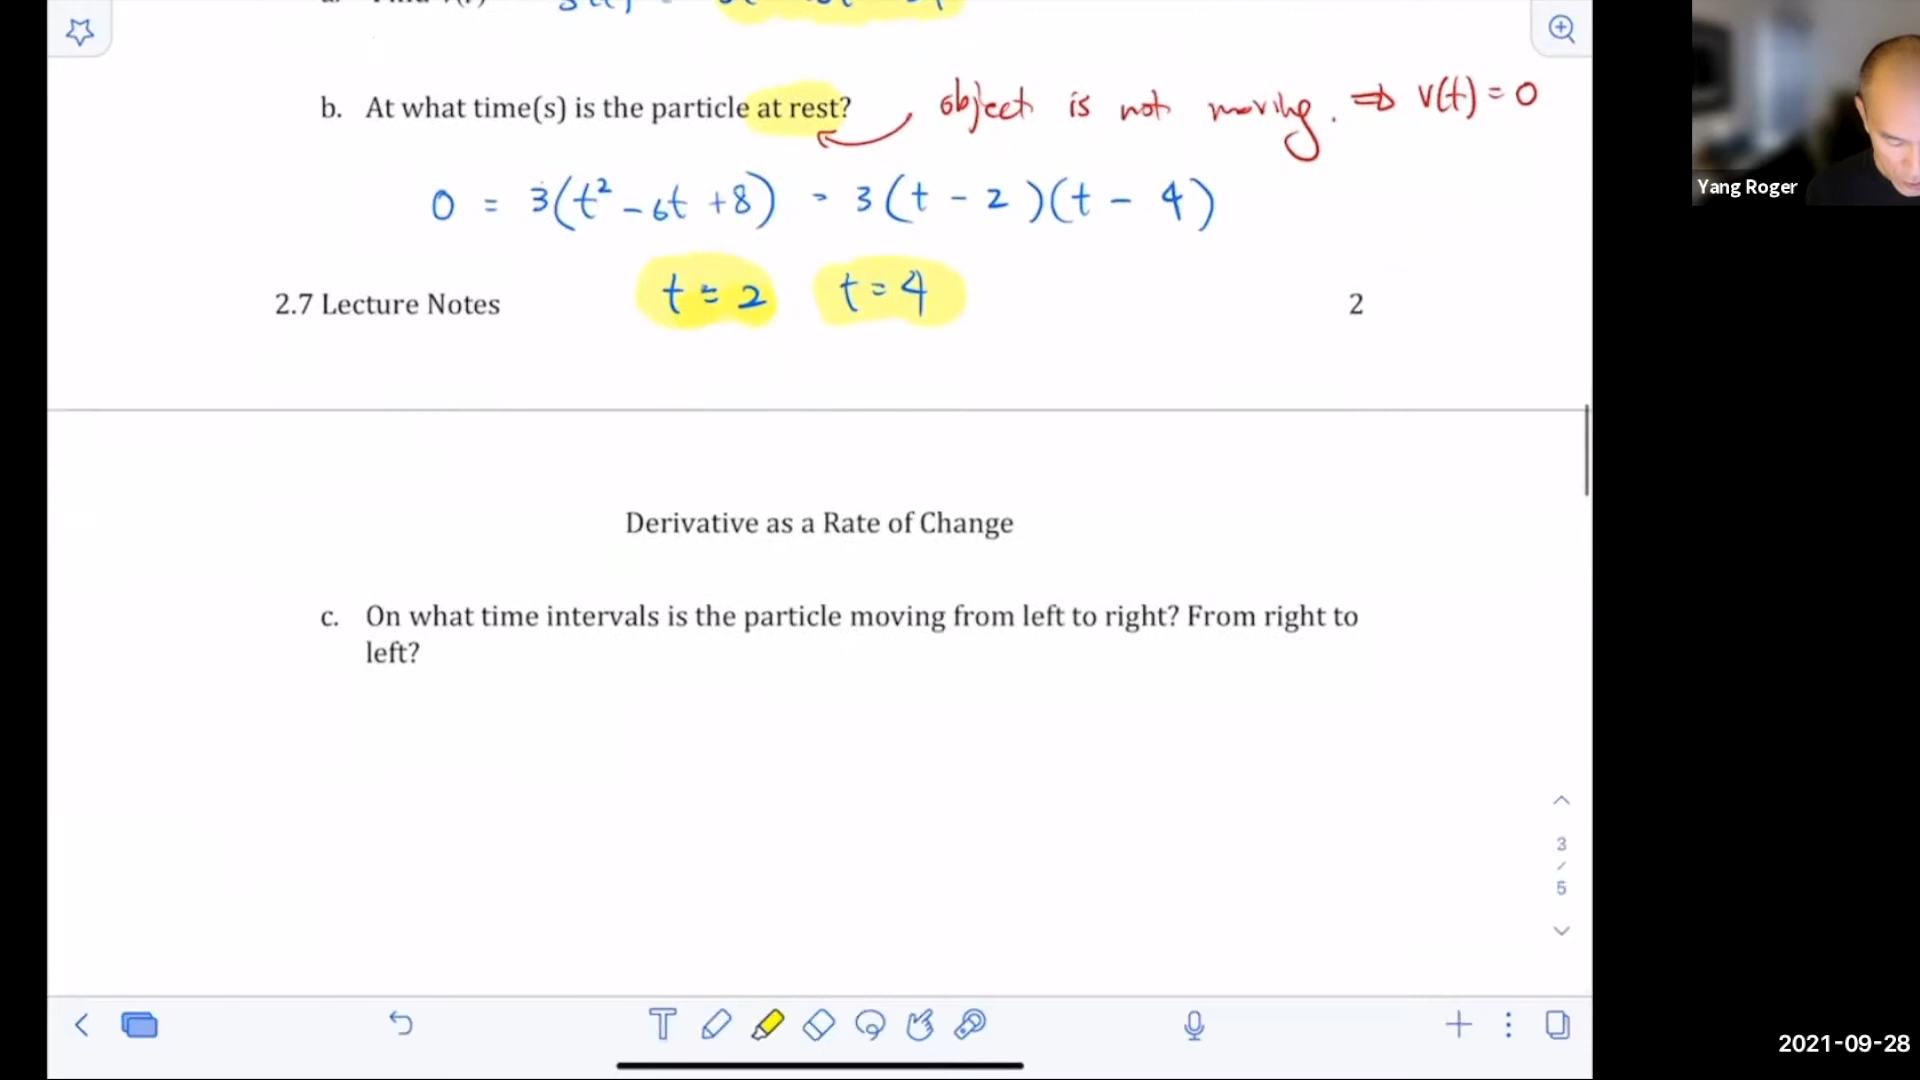 b. At what time(s) is the particle at rest? object is not moving. ⇒ v(t) = 0
0 = 3(t² - 6t + 8) = 3(t - 2)(t - 4)
2.7 Lecture Notes t = 2 t = 4 2
Derivative as a Rate of Change
c. On what time intervals is the particle moving from left to right? From right to
left?
3
/
5
T
Yang Roger
2021-09-28